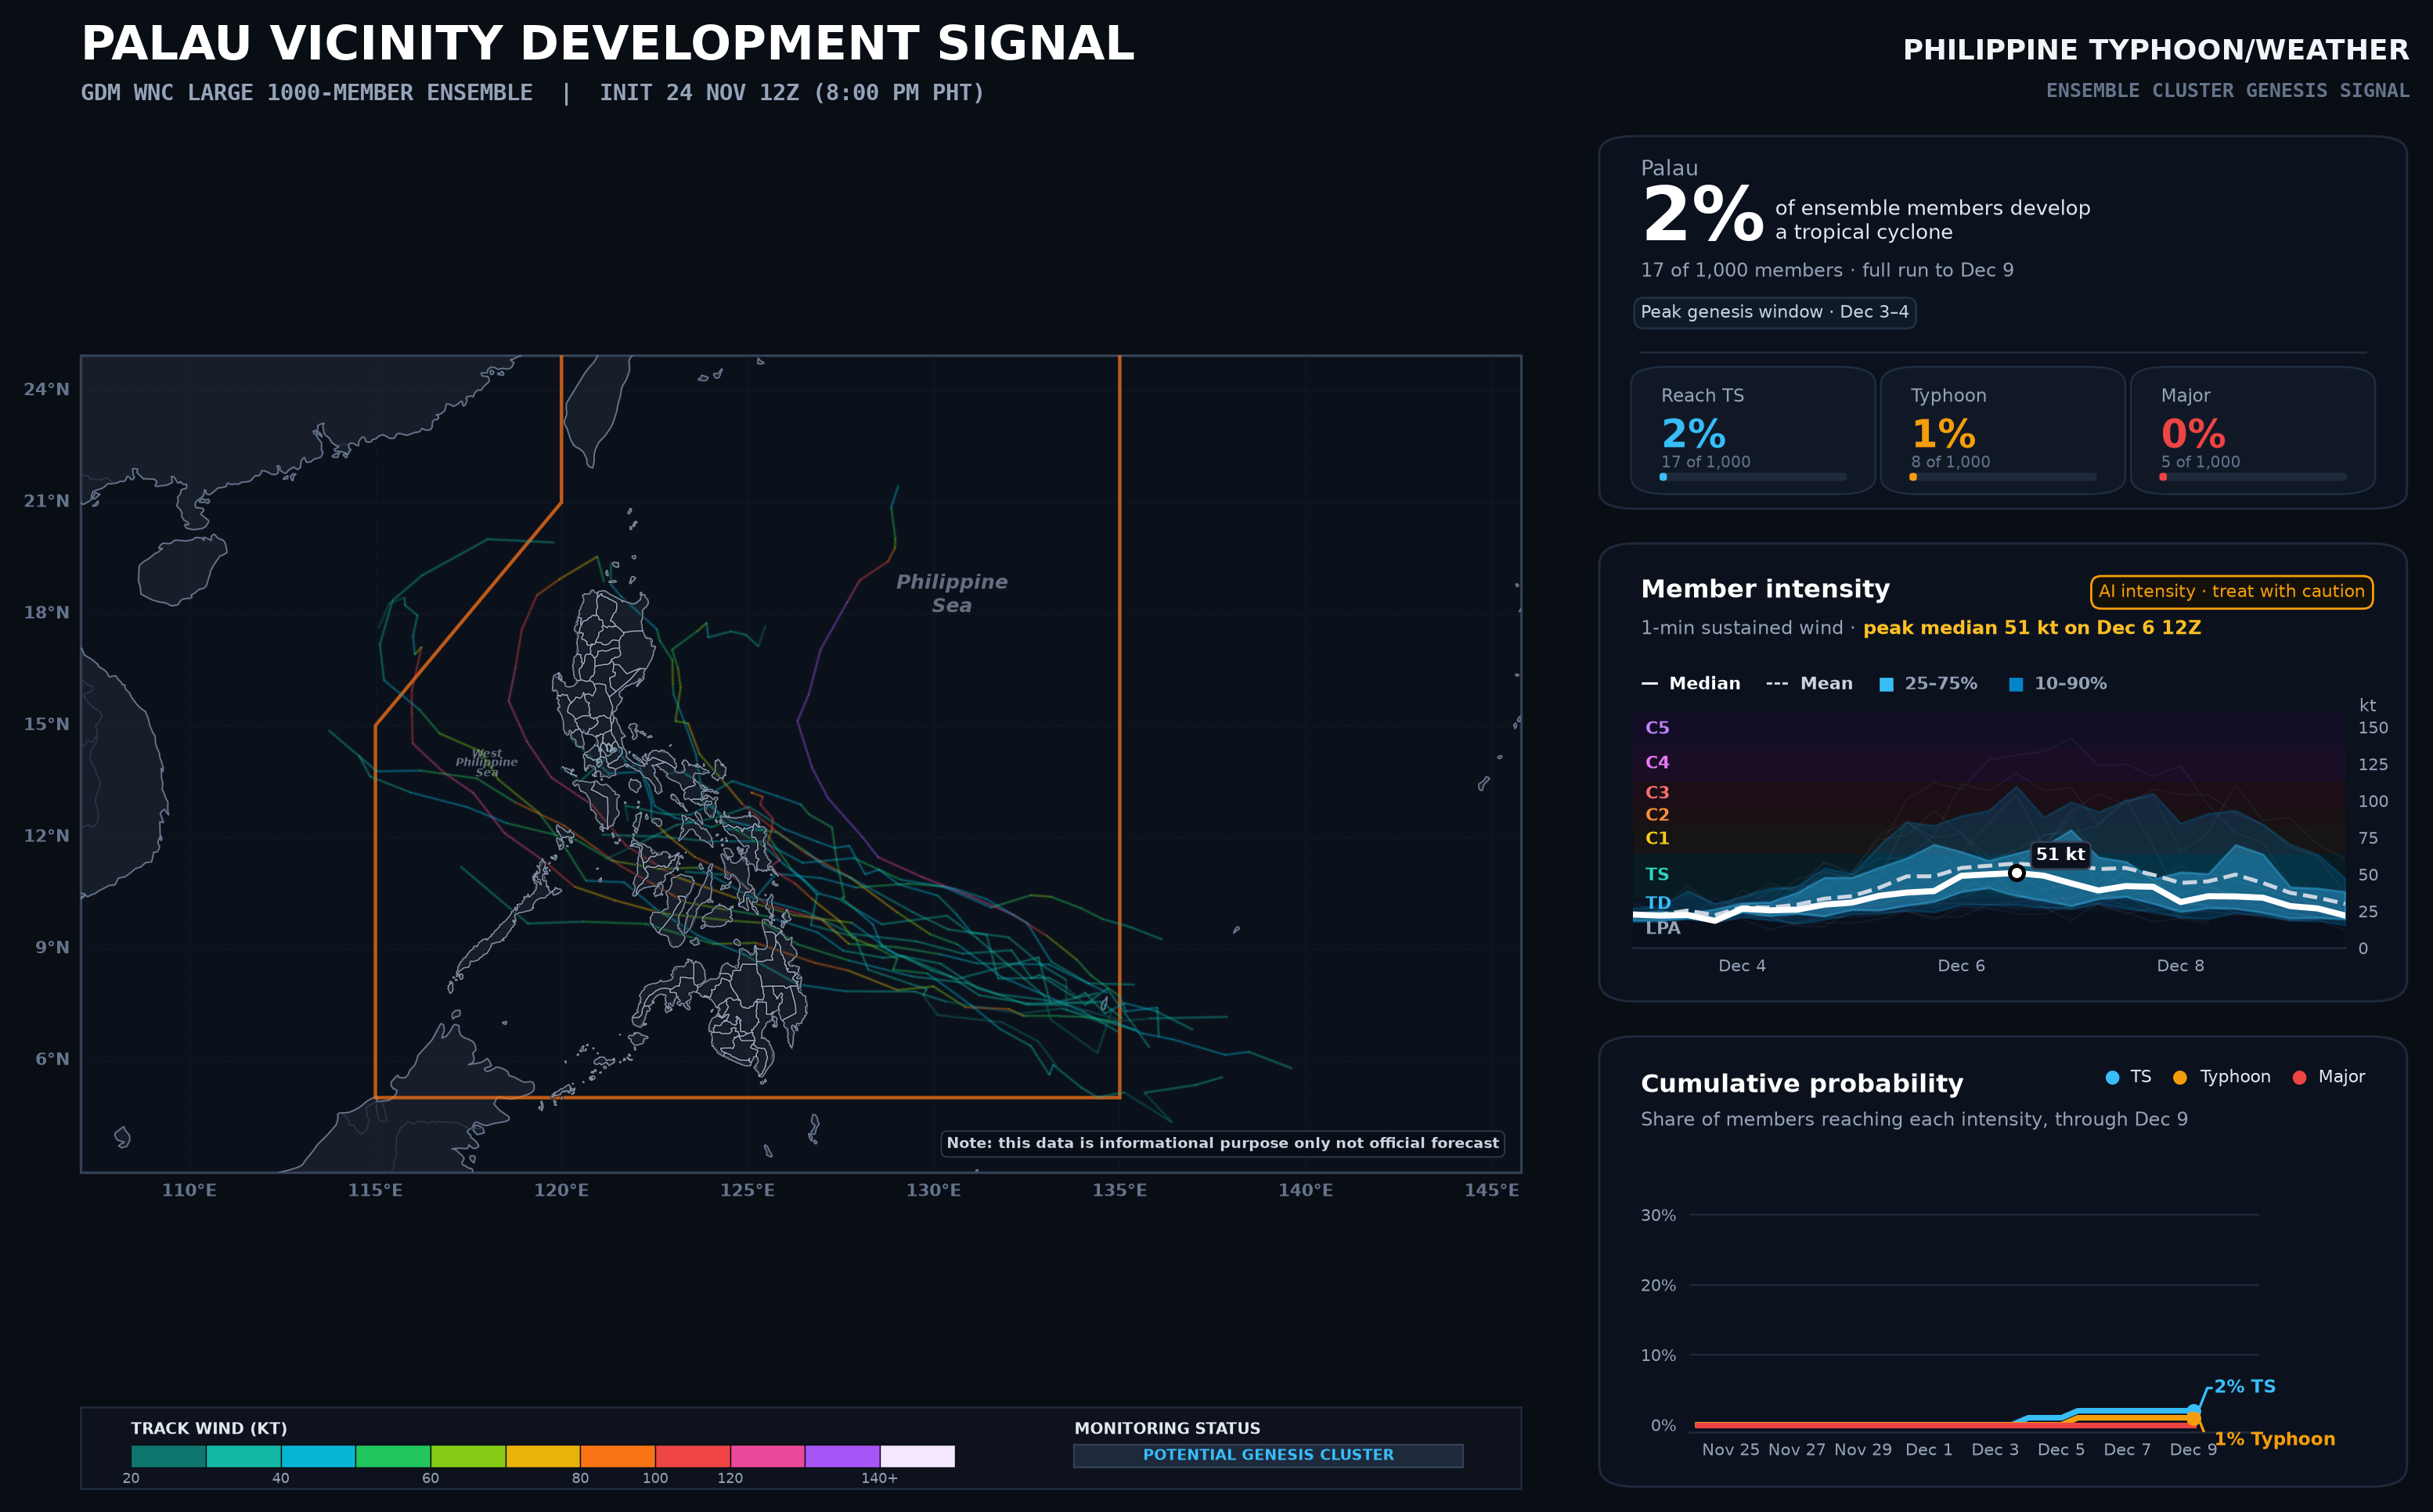 PALAU VICINITY DEVELOPMENT SIGNAL
GDM WNC LARGE 1000-MEMBER ENSEMBLE | INIT 24 NOV 12Z (8:00 PM PHT)
PHILIPPINE TYPHOON/WEATHER
ENSEMBLE CLUSTER GENESIS SIGNAL
24°N
21°N
18°N
15°N
12°N
9°N
6°N
Philippine
Sea
West
Philippine
Sea
Note: this data is informational purpose only not official forecast
110°E
115°E
120°E
125°E
130°E
135°E
140°E
145°E
TRACK WIND (KT)
20
40
60
80
100
120
140+
MONITORING STATUS
POTENTIAL GENESIS CLUSTER
Palau
2%
of ensemble members develop
a tropical cyclone
17 of 1,000 members · full run to Dec 9
Peak genesis window · Dec 3–4
Reach TS
2%
17 of 1,000
Typhoon
1%
8 of 1,000
Major
0%
5 of 1,000
Member intensity
AI intensity · treat with caution
1-min sustained wind · peak median 51 kt on Dec 6 12Z
Median
Mean
25–75%
10–90%
kt
C5
C4
C3
C2
C1
TS
TD
LPA
51 kt
150
125
100
75
50
25
0
Dec 4
Dec 6
Dec 8
Cumulative probability
TS
Typhoon
Major
Share of members reaching each intensity, through Dec 9
30%
20%
10%
0%
2% TS
1% Typhoon
Nov 25
Nov 27
Nov 29
Dec 1
Dec 3
Dec 5
Dec 7
Dec 9